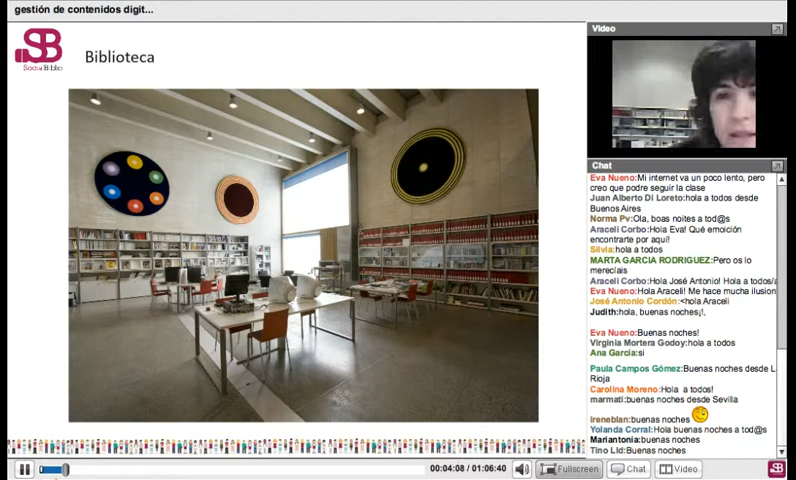 gestión de contenidos digit...
SB
Socia Biblio
Biblioteca
Video
Chat
Eva Nueno:Mi internet va un poco lento, pero
creo que podre seguir la clase
Juan Alberto Di Loreto:hola a todos desde
Buenos Aires
Norma Pv:Ola, boas noites a tod@s
Araceli Corbo:Hola Eva! Qué emoición
encontrarte por aquí!
Silvia:hola a todos
MARTA GARCIA RODRIGUEZ:Pero os lo
merecíais
Araceli Corbo:Hola José Antonio! Hola a todos/a
Eva Nueno:Hola Araceli! Me hace mucha ilusion
José Antonio Cordón:<hola Araceli
Judith:hola, buenas noches¡!,
Eva Nueno:Buenas noches!
Virginia Mortera Godoy:hola a todos
Ana García:si
Paula Campos Gómez:Buenas noches desde La
Rioja
Carolina Moreno:Hola a todos!
marmati:buenas noches desde Sevilla
Ireneblan:buenas noches
Yolanda Corral:Hola buenas noches a tod@s
Mariantonia:buenas noches
Tino Lld:Buenas noches
00:04:08 / 01:06:40
Fullscreen
Chat
Video
SB